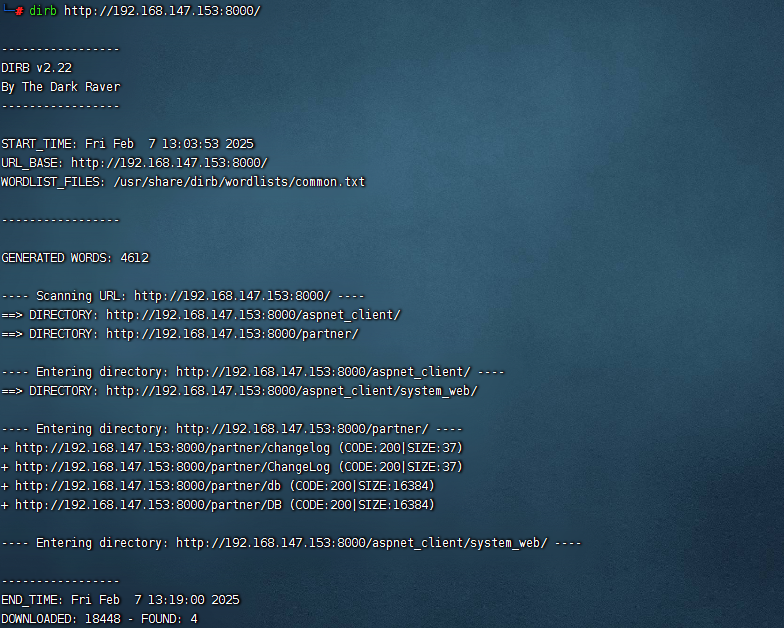 └─# dirb http://192.168.147.153:8000/
-----------------
DIRB v2.22
By The Dark Raver
-----------------
START_TIME: Fri Feb  7 13:03:53 2025
URL_BASE: http://192.168.147.153:8000/
WORDLIST_FILES: /usr/share/dirb/wordlists/common.txt
-----------------
GENERATED WORDS: 4612
---- Scanning URL: http://192.168.147.153:8000/ ----
==> DIRECTORY: http://192.168.147.153:8000/aspnet_client/
==> DIRECTORY: http://192.168.147.153:8000/partner/
---- Entering directory: http://192.168.147.153:8000/aspnet_client/ ----
==> DIRECTORY: http://192.168.147.153:8000/aspnet_client/system_web/
---- Entering directory: http://192.168.147.153:8000/partner/ ----
+ http://192.168.147.153:8000/partner/changelog (CODE:200|SIZE:37)
+ http://192.168.147.153:8000/partner/ChangeLog (CODE:200|SIZE:37)
+ http://192.168.147.153:8000/partner/db (CODE:200|SIZE:16384)
+ http://192.168.147.153:8000/partner/DB (CODE:200|SIZE:16384)
---- Entering directory: http://192.168.147.153:8000/aspnet_client/system_web/ ----
-----------------
END_TIME: Fri Feb  7 13:19:00 2025
DOWNLOADED: 18448 - FOUND: 4